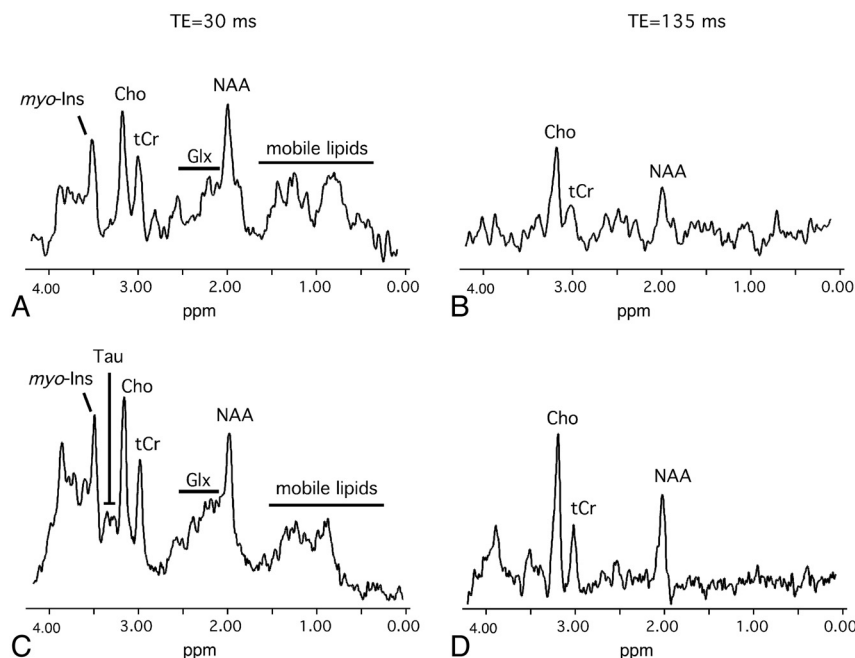 TE=30 ms
TE=135 ms
myo-Ins
Cho
tCr
Glx
NAA
mobile lipids
4.00 3.00 2.00 1.00 0.00
ppm
A
Cho
tCr
NAA
4.00 3.00 2.00 1.00 0.00
ppm
B
Tau
myo-Ins
Cho
tCr
Glx
NAA
mobile lipids
4.00 3.00 2.00 1.00 0.00
ppm
C
Cho
tCr
NAA
4.00 3.00 2.00 1.00 0.00
ppm
D